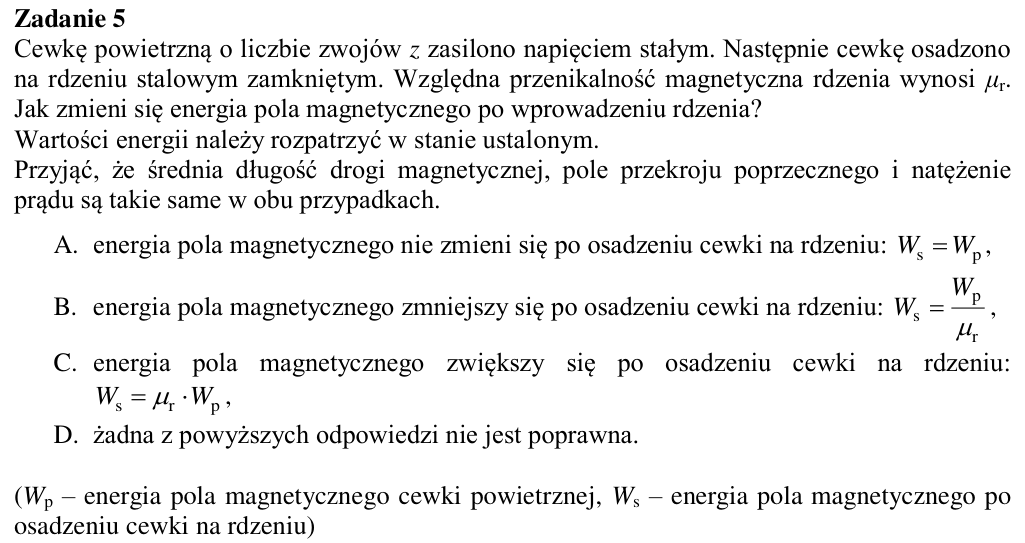 Zadanie 5
Cewkę powietrzną o liczbie zwojów z zasilono napięciem stałym. Następnie cewkę osadzono
na rdzeniu stalowym zamkniętym. Względna przenikalność magnetyczna rdzenia wynosi μr.
Jak zmieni się energia pola magnetycznego po wprowadzeniu rdzenia?
Wartości energii należy rozpatrzyć w stanie ustalonym.
Przyjąć, że średnia długość drogi magnetycznej, pole przekroju poprzecznego i natężenie
prądu są takie same w obu przypadkach.
A. energia pola magnetycznego nie zmieni się po osadzeniu cewki na rdzeniu: Ws = Wp,
B. energia pola magnetycznego zmniejszy się po osadzeniu cewki na rdzeniu: Ws = Wp/μr,
C. energia pola magnetycznego zwiększy się po osadzeniu cewki na rdzeniu:
Ws = μr · Wp,
D. żadna z powyższych odpowiedzi nie jest poprawna.
(Wp – energia pola magnetycznego cewki powietrznej, Ws – energia pola magnetycznego po
osadzeniu cewki na rdzeniu)